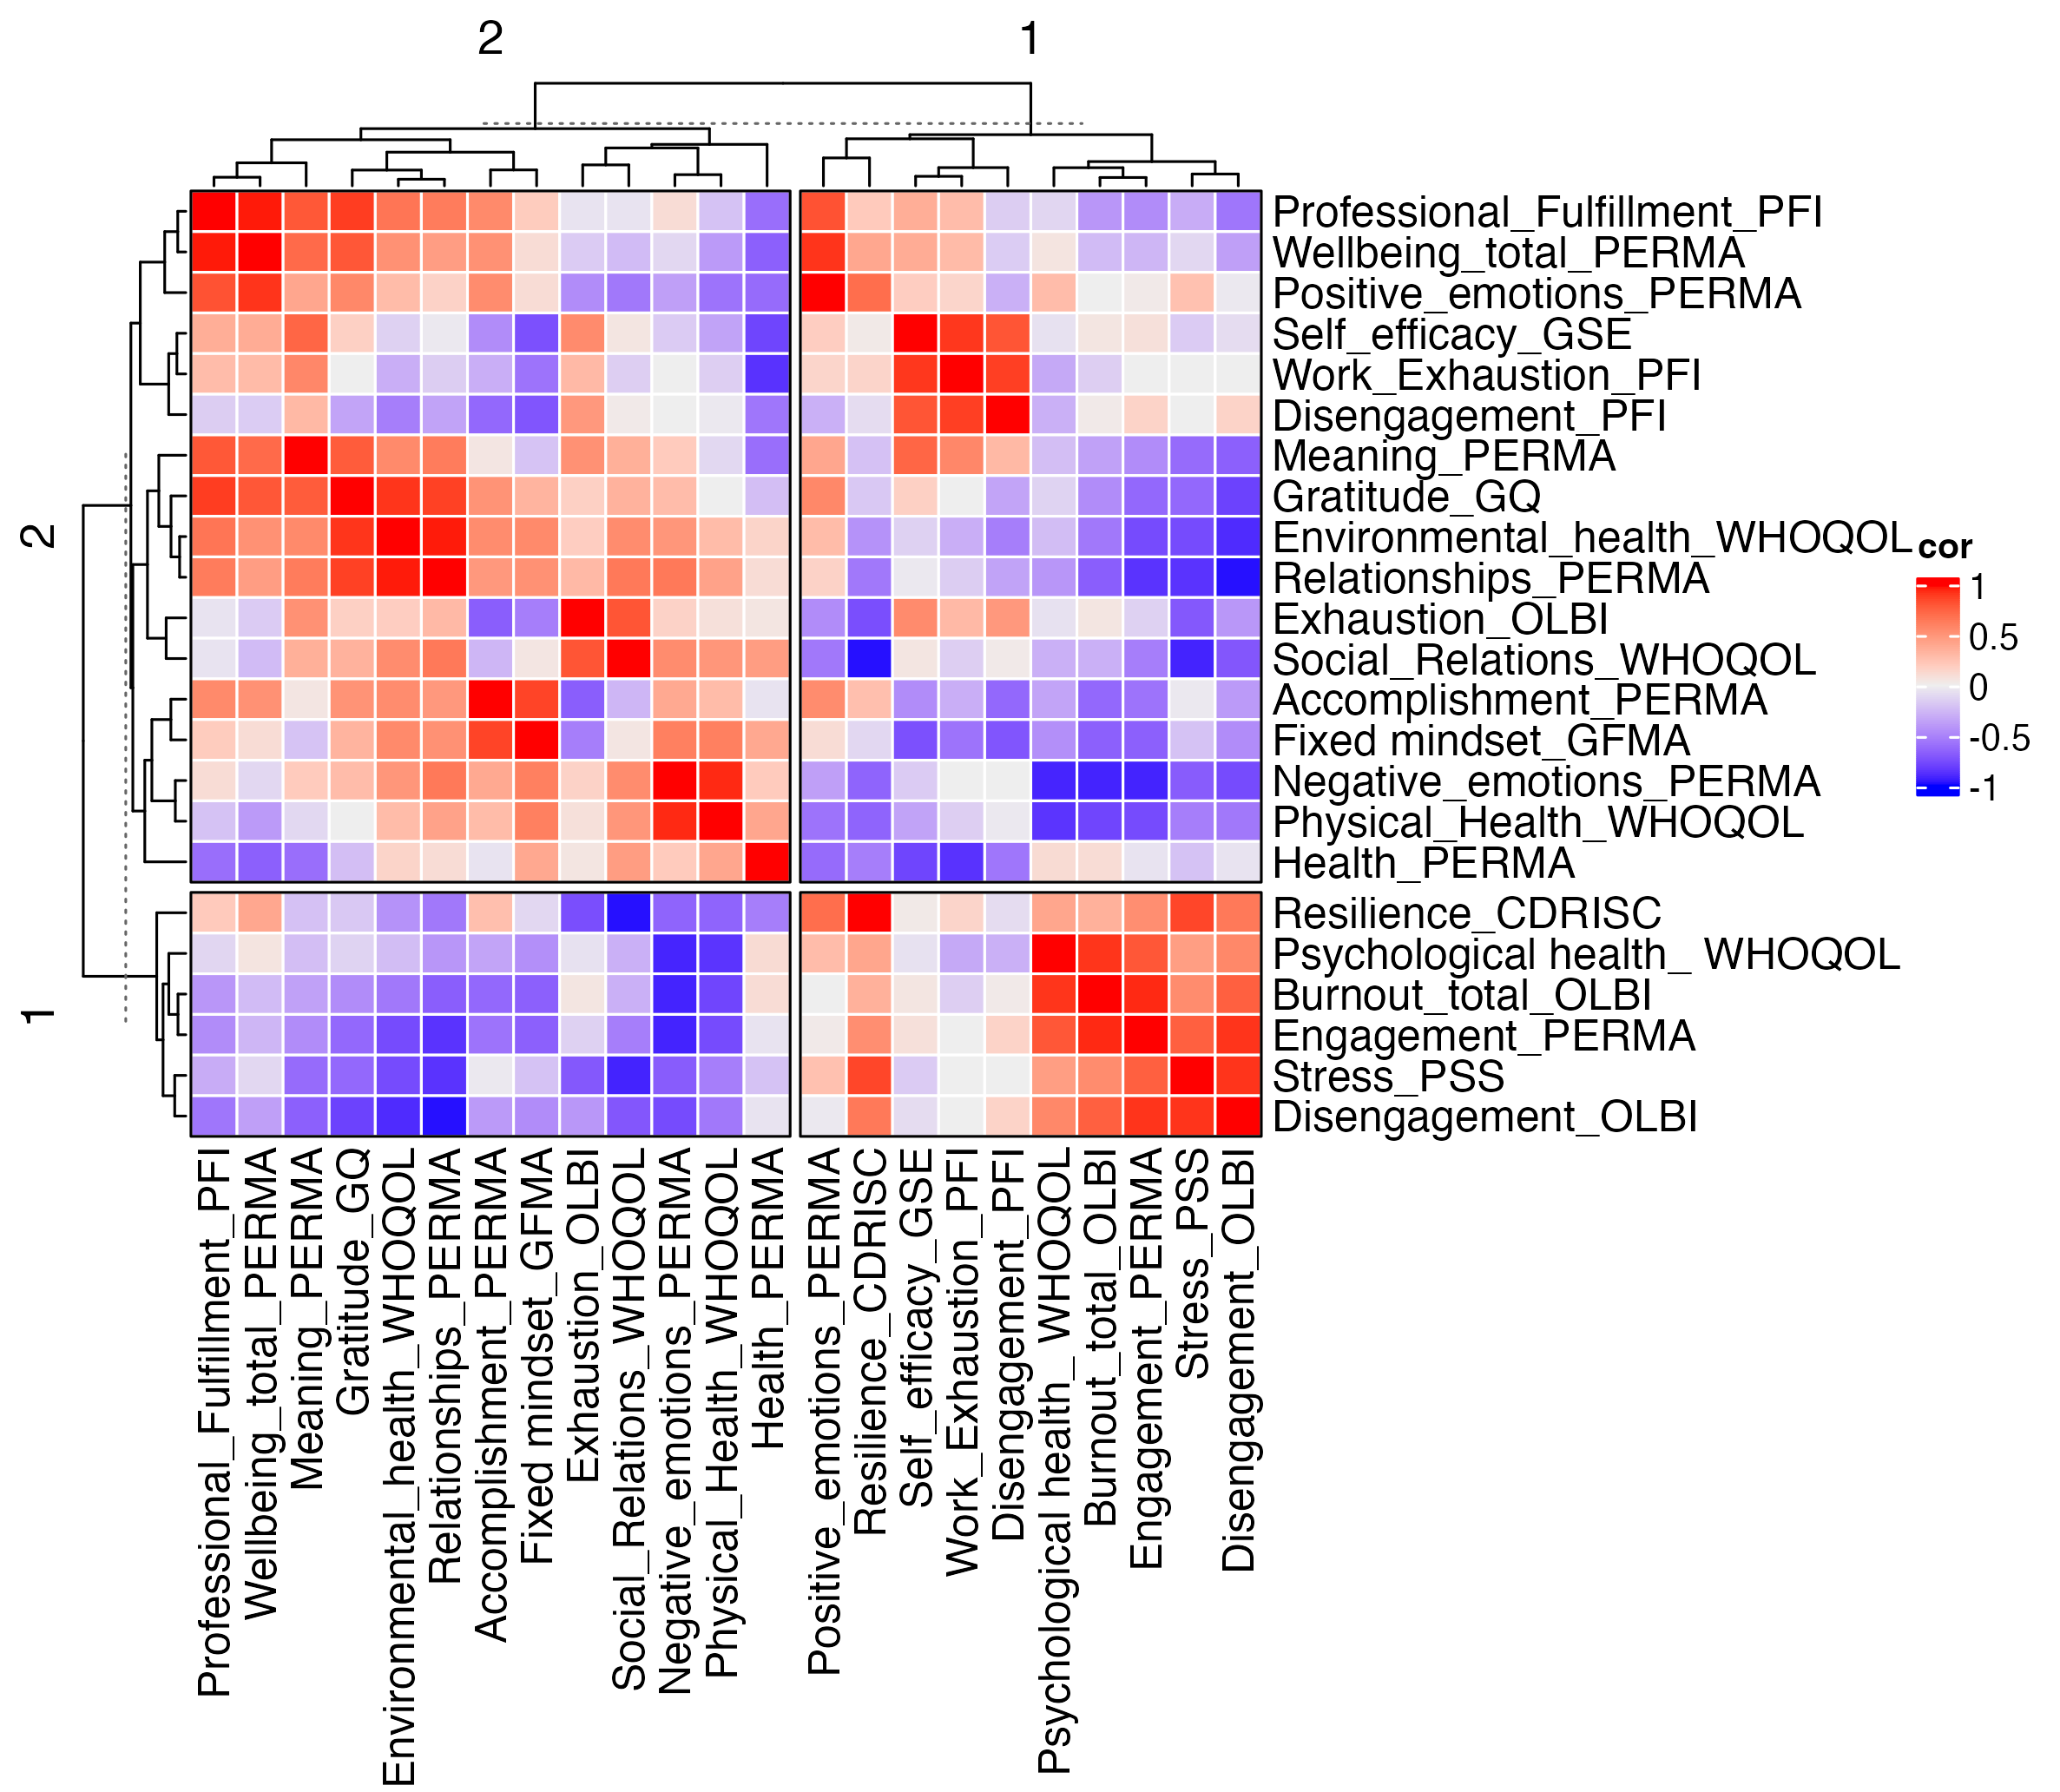 2
1
Professional_Fulfillment_PFI
Wellbeing_total_PERMA
Positive_emotions_PERMA
Self_efficacy_GSE
Work_Exhaustion_PFI
Disengagement_PFI
Meaning_PERMA
Gratitude_GQ
Environmental_health_WHOQOL
Relationships_PERMA
Exhaustion_OLBI
Social_Relations_WHOQOL
Accomplishment_PERMA
Fixed mindset_GFMA
Negative_emotions_PERMA
Physical_Health_WHOQOL
Health_PERMA
Resilience_CDRISC
Psychological health_ WHOQOL
Burnout_total_OLBI
Engagement_PERMA
Stress_PSS
Disengagement_OLBI
2
1
cor
1
0.5
0
-0.5
-1
Professional_Fulfillment_PFI
Wellbeing_total_PERMA
Meaning_PERMA
Gratitude_GQ
Environmental_health_WHOQOL
Relationships_PERMA
Accomplishment_PERMA
Fixed mindset_GFMA
Exhaustion_OLBI
Social_Relations_WHOQOL
Negative_emotions_PERMA
Physical_Health_WHOQOL
Health_PERMA
Positive_emotions_PERMA
Resilience_CDRISC
Self_efficacy_GSE
Work_Exhaustion_PFI
Disengagement_PFI
Psychological health_ WHOQOL
Burnout_total_OLBI
Engagement_PERMA
Stress_PSS
Disengagement_OLBI